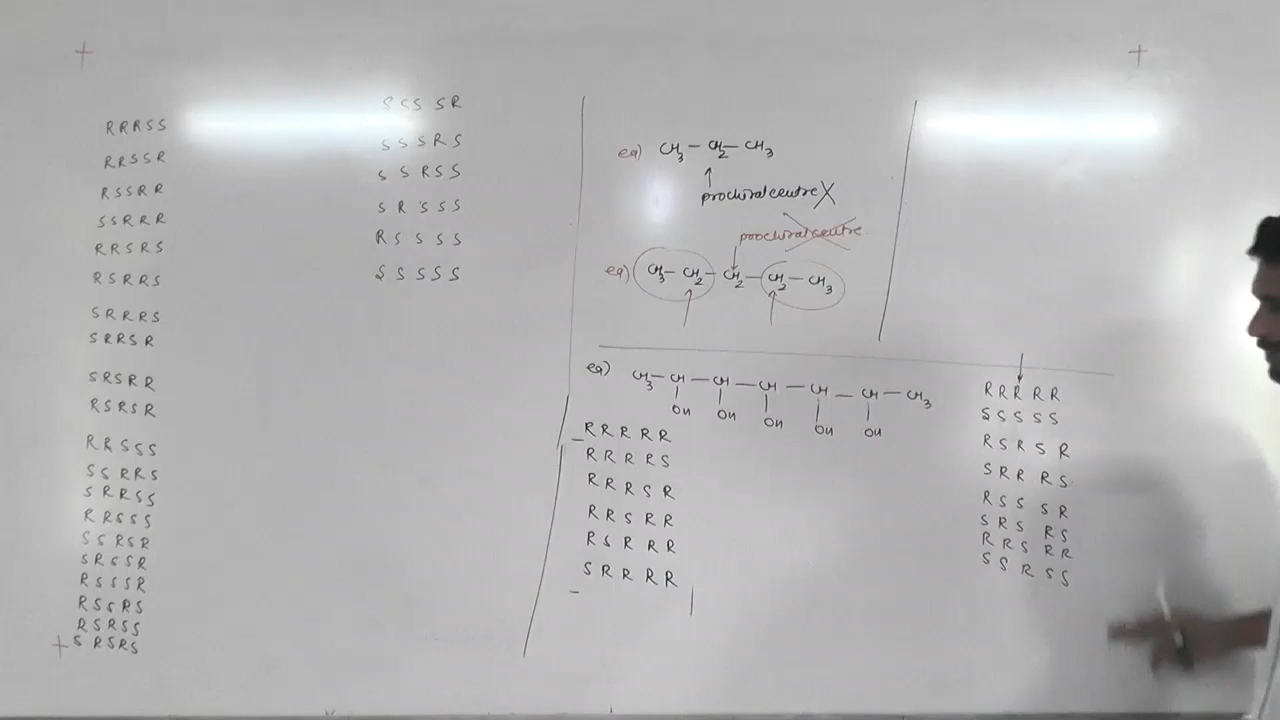 RRRSS
RRSSR
RSSRR
SSRRR
RRSRS
RSRRS
SRRRS
SRRSR
SRSRR
RSRSR
RRSSS
SSRRS
SRRSS
RRSSS
SSRSR
SRSSR
RSSSR
RSSRS
RSRSS
SRSRS
SSSSR
SSSRS
SSRSS
SRSSS
RSSSS
SSSSS
eg) CH3 - CH2 - CH3
prochiral centre X
prochiral centre
eg) CH3 - CH2 - CH2 - CH2 - CH3
eg) CH3 - CH - CH - CH - CH - CH - CH3
OH OH OH OH OH
RRRRR
RRRRS
RRRSR
RRSRR
RSRRR
SRRRR
RRRRR
SSSSS
RSRSR
SRRRS
RSSSR
SRSRS
RRSRR
SSRSS